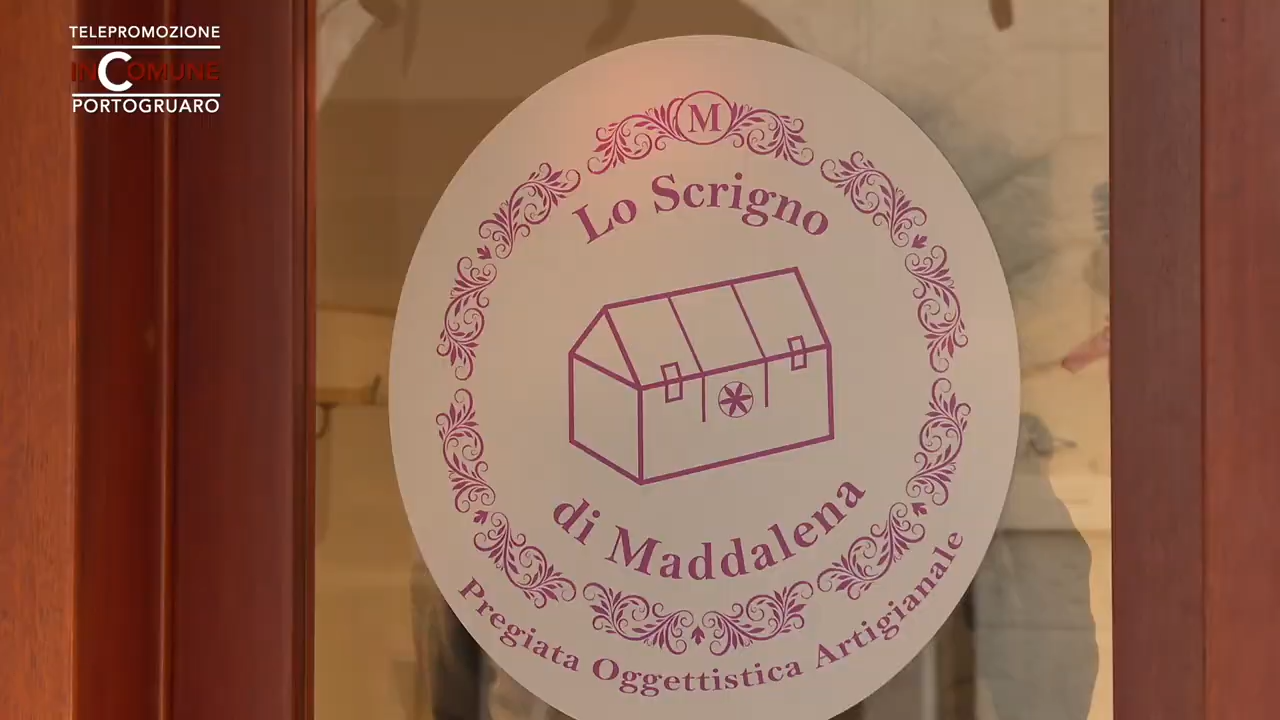 TELEPROMOZIONE
INCOMUNE
PORTOGRUARO
M
Lo Scrigno
di Maddalena
Pregiata Oggettistica Artigianale